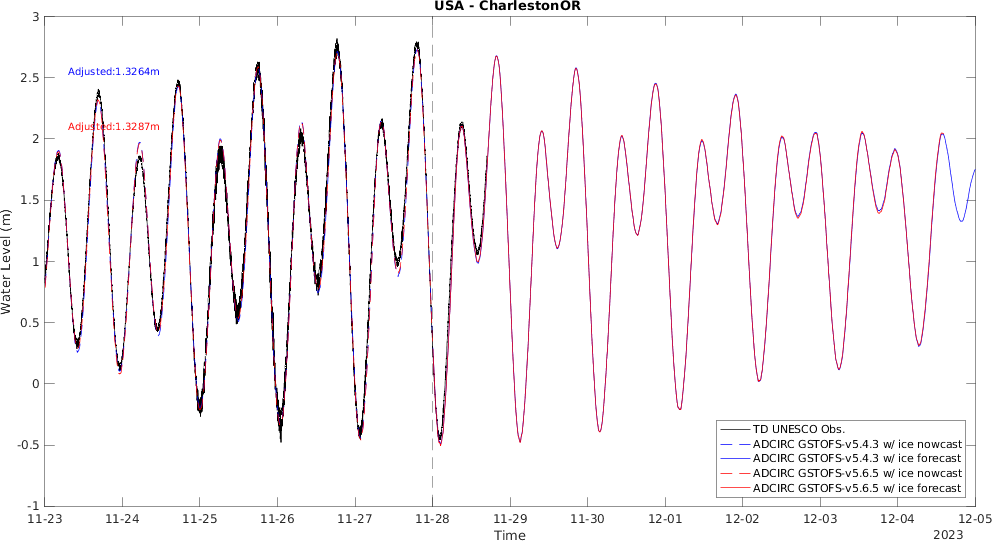 USA - CharlestonOR
Water Level (m)
3
2.5
2
1.5
1
0.5
0
-0.5
-1
Adjusted:1.3264m
Adjusted:1.3287m
TD UNESCO Obs.
ADCIRC GSTOFS-v5.4.3 w/ ice nowcast
ADCIRC GSTOFS-v5.4.3 w/ ice forecast
ADCIRC GSTOFS-v5.6.5 w/ ice nowcast
ADCIRC GSTOFS-v5.6.5 w/ ice forecast
11-23 11-24 11-25 11-26 11-27 11-28 11-29 11-30 12-01 12-02 12-03 12-04 12-05
Time
2023